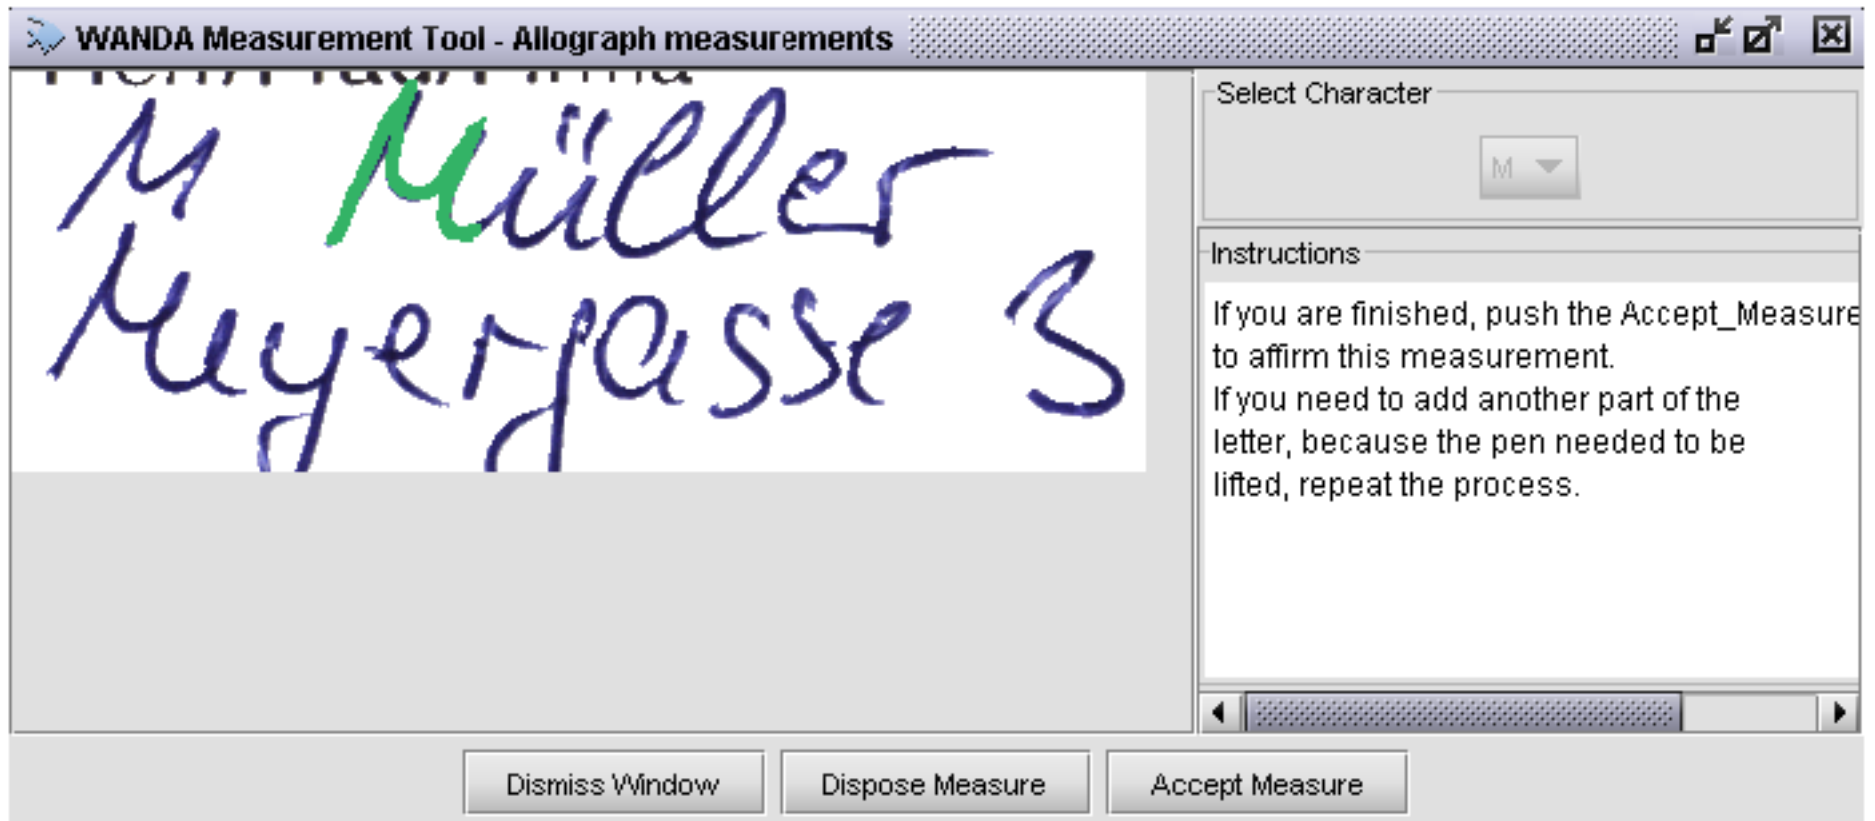 WANDA Measurement Tool - Allograph measurements
M Müller
Meyergasse 3
Select Character
M
Instructions
If you are finished, push the Accept_Measure
to affirm this measurement.
If you need to add another part of the
letter, because the pen needed to be
lifted, repeat the process.
Dismiss Window
Dispose Measure
Accept Measure